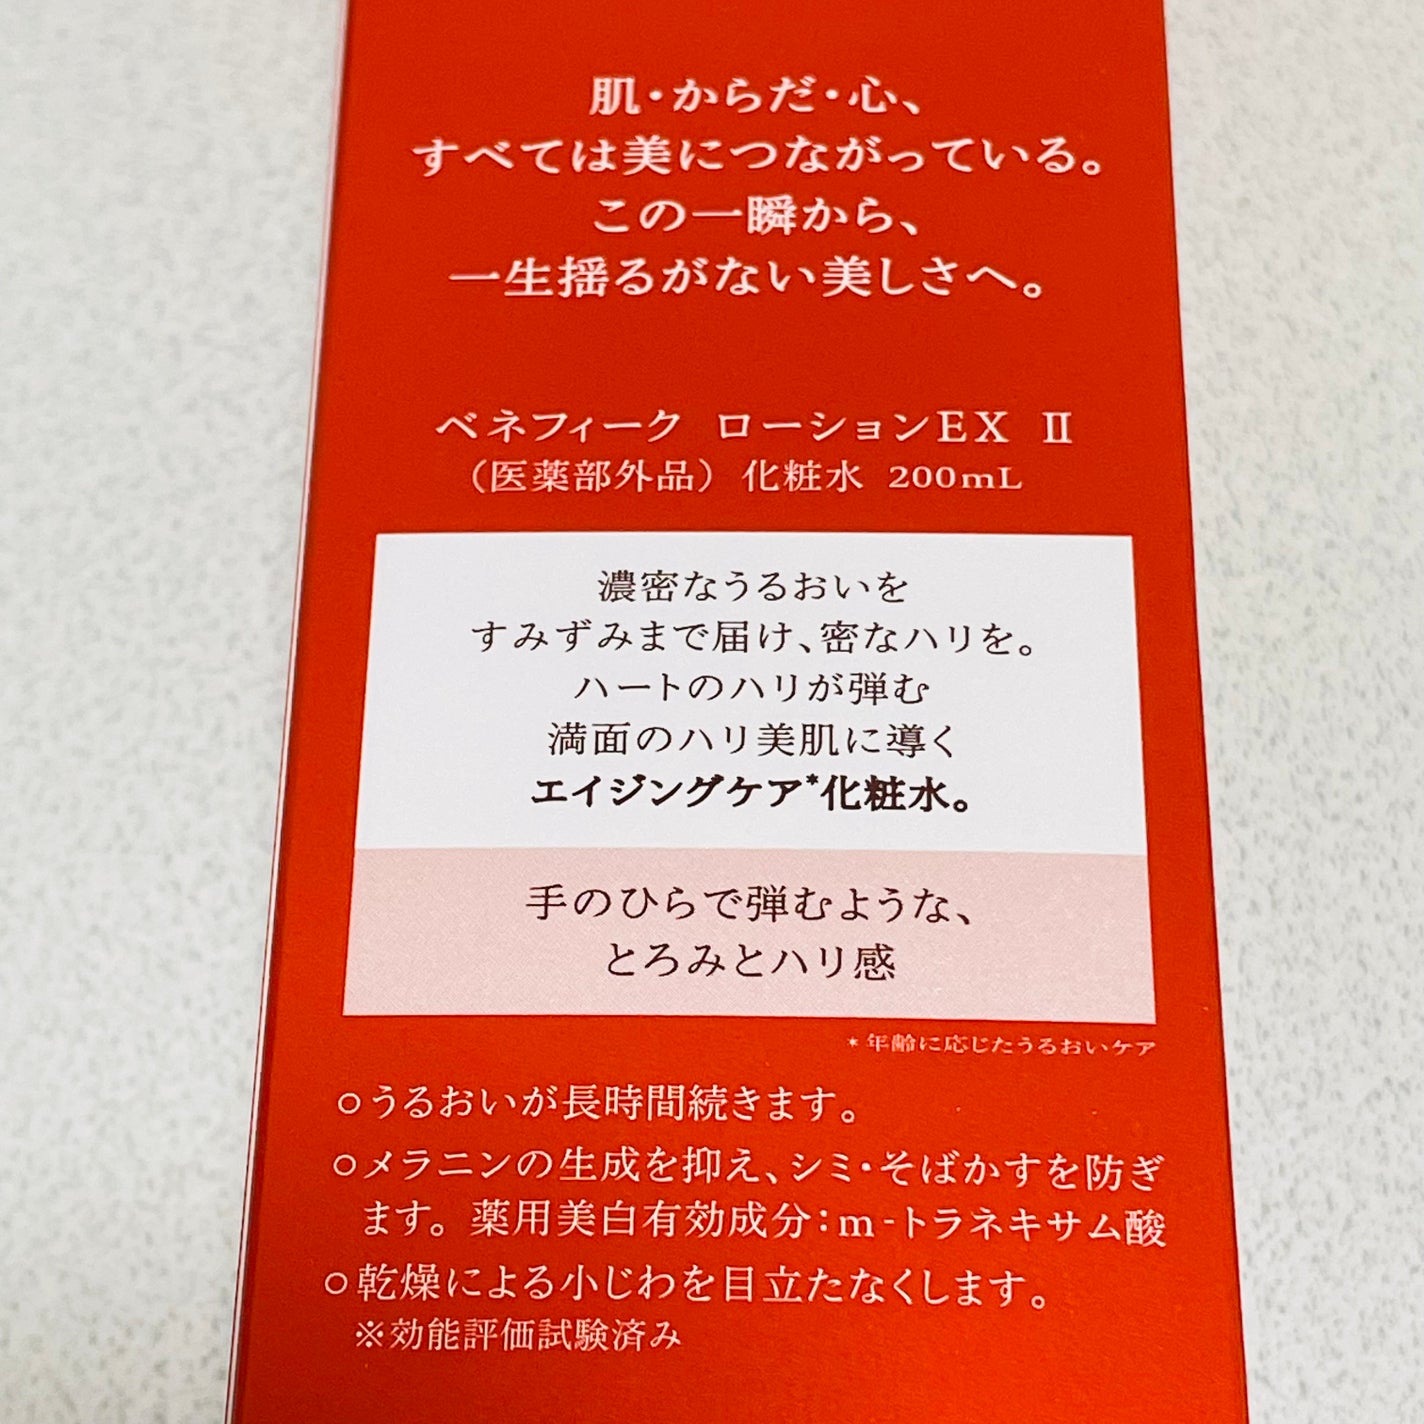 肌・からだ・心、
すべては美につながっている。
この一瞬から、
一生揺るがない美しさへ。
ベネフィーク ローションEX Ⅱ
(医薬部外品) 化粧水 200mL
濃密なうるおいを
すみずみまで届け、密なハリを。
ハートのハリが弾む
満面のハリ美肌に導く
エイジングケア*化粧水。
手のひらで弾むような、
とろみとハリ感
*年齢に応じたうるおいケア
○うるおいが長時間続きます。
○メラニンの生成を抑え、シミ・そばかすを防ぎ
ます。薬用美白有効成分:m-トラネキサム酸
○乾燥による小じわを目立たなくします。
※効能評価試験済み